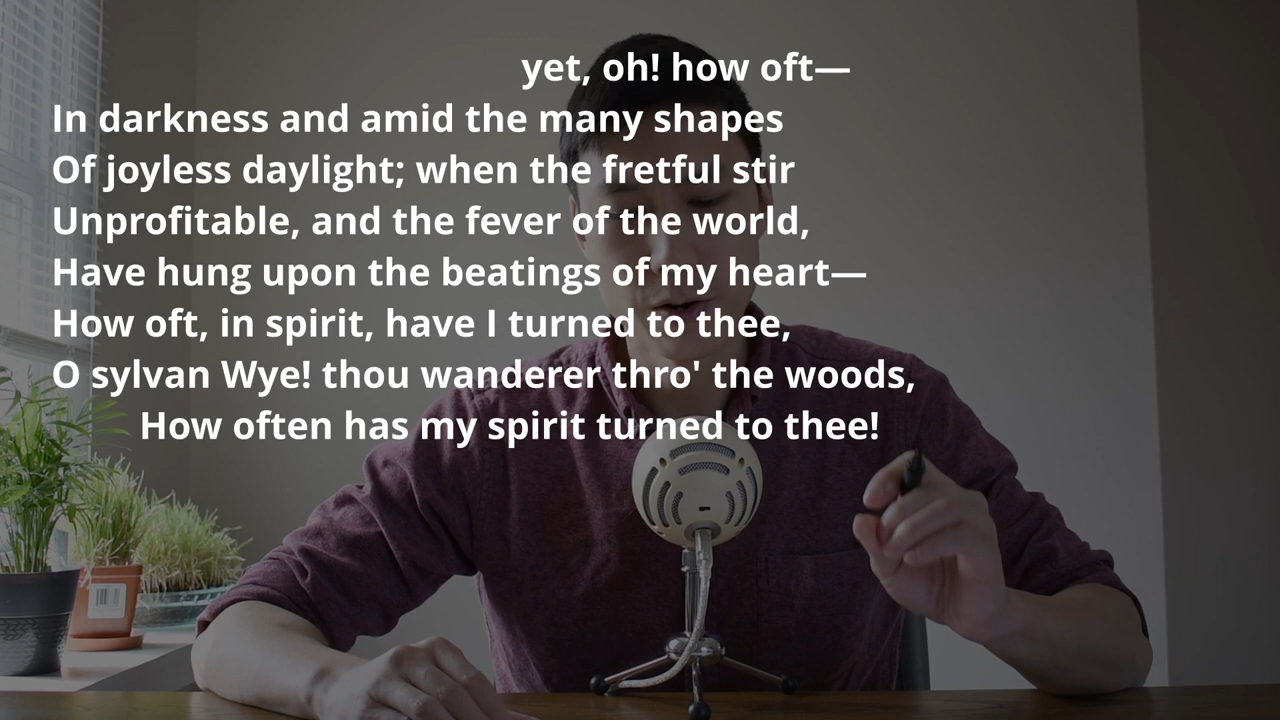 yet, oh! how oft—
In darkness and amid the many shapes
Of joyless daylight; when the fretful stir
Unprofitable, and the fever of the world,
Have hung upon the beatings of my heart—
How oft, in spirit, have I turned to thee,
O sylvan Wye! thou wanderer thro' the woods,
How often has my spirit turned to thee!